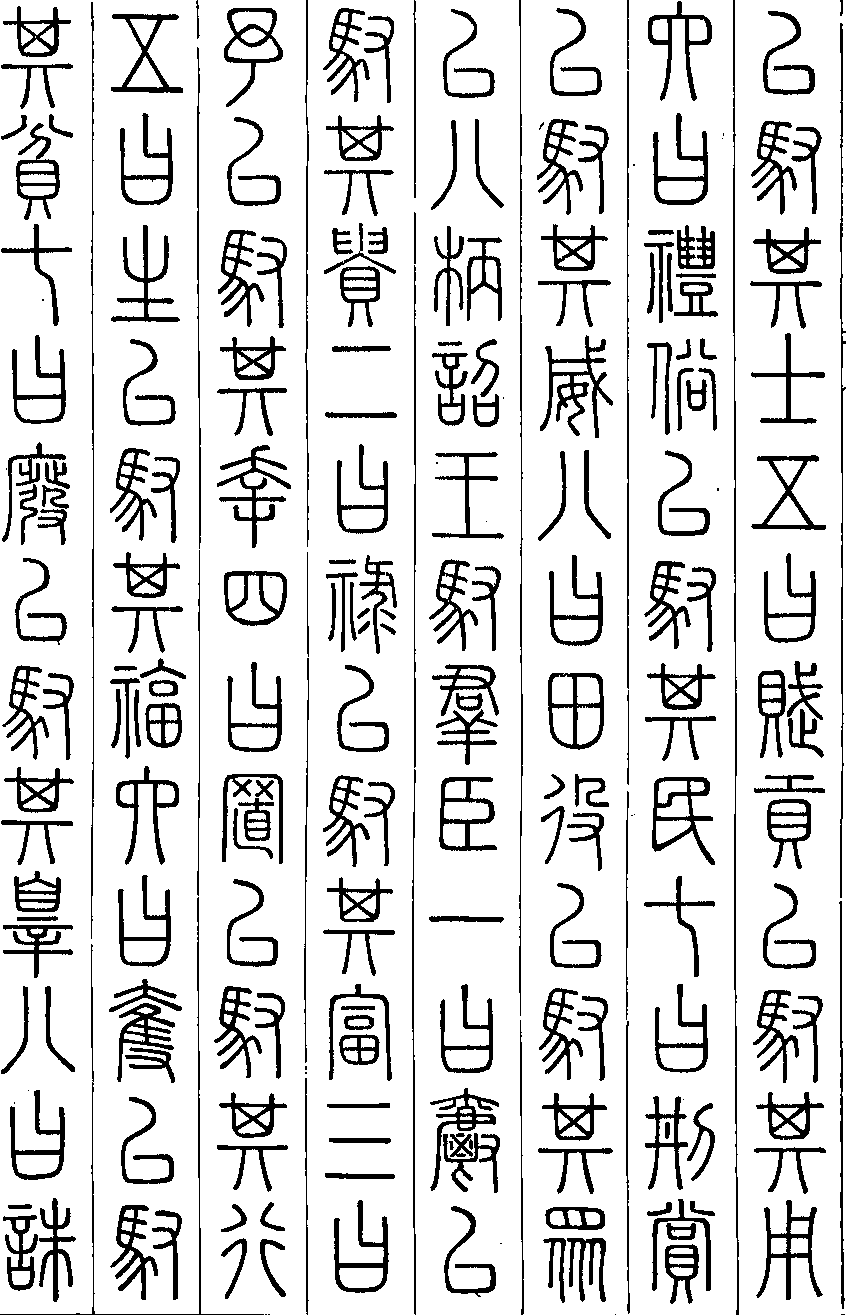 以馭其士五曰賦貢以馭其用
六曰禮俗以馭其民七曰刑賞
以馭其威八曰田役以馭其眾
以八柄詔王馭羣臣一曰爵以
馭其貴二曰祿以馭其富三曰
予以馭其幸四曰置以馭其行
五曰生以馭其福六曰奪以馭
其貧七曰廢以馭其辠八曰誅